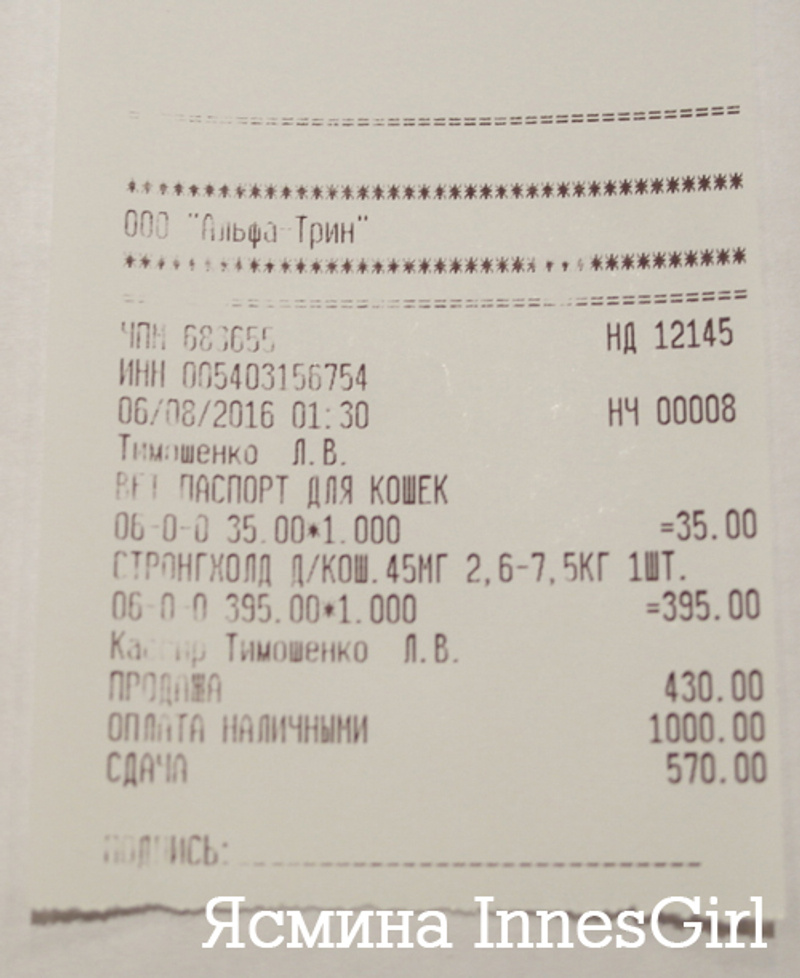 ООО "Альфа-Трин"
ЧПН 683655 НД 12145
ИНН 005403156754
06/08/2016 01:30 НЧ 00008
Тимошенко Л.В.
ВЕТ ПАСПОРТ ДЛЯ КОШЕК
06-0-0 35.00*1.000 =35.00
СТРОНГХОЛД Д/КОШ.45МГ 2,6-7,5КГ 1ШТ.
06-0-0 395.00*1.000 =395.00
Кассир Тимошенко Л.В.
ПРОДАЖА 430.00
ОПЛАТА НАЛИЧНЫМИ 1000.00
СДАЧА 570.00
ПОДПИСЬ:
Ясмина InnesGirl